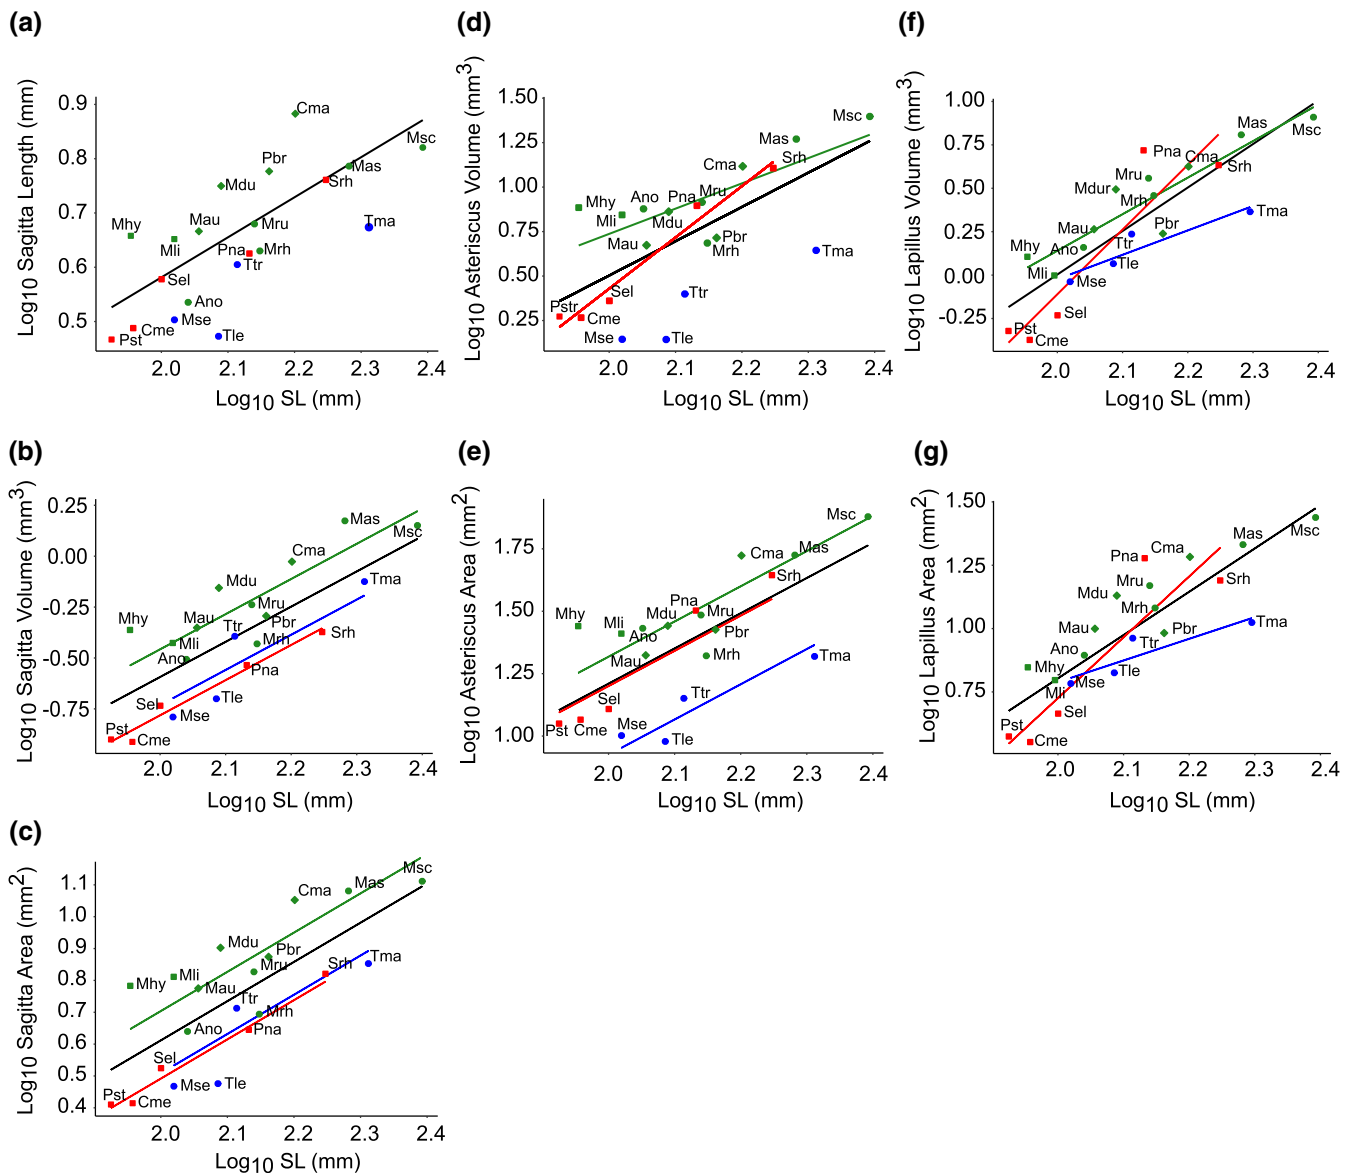 (a)
Log10 Sagitta Length (mm)
0.9
0.8
0.7
0.6
0.5
2.0 2.1 2.2 2.3 2.4
Log10 SL (mm)
Cma
Msc
Pbr
Mas
Mdu
Srh
Mhy
Mau
Mru
Tma
Mli
Pna
Mrh
Ttr
Sel
Ano
Mse
Cme
Pst
Tle
(d)
Log10 Asteriscus Volume (mm3)
1.50
1.25
1.00
0.75
0.50
0.25
2.0 2.1 2.2 2.3 2.4
Log10 SL (mm)
Msc
Mas
Cma
Srh
Mhy
Ano
Pna
Mru
Mli
Mdu
Mau
Pbr
Mrh
Tma
Ttr
Sel
Pstr
Cme
Mse
Tle
(f)
Log10 Lapillus Volume (mm3)
1.00
0.75
0.50
0.25
0.00
-0.25
2.0 2.1 2.2 2.3 2.4
Log10 SL (mm)
Mas
Msc
Pna
Cma
Srh
Mru
Mdur
Mrh
Tma
Mau
Pbr
Ttr
Mhy
Ano
Tle
Mli
Mse
Sel
Pst
Cme
(b)
Log10 Sagitta Volume (mm3)
0.25
0.00
-0.25
-0.50
-0.75
2.0 2.1 2.2 2.3 2.4
Log10 SL (mm)
Mas
Msc
Cma
Tma
Mdu
Mru
Mhy
Mau
Pbr
Ttr
Srh
Mli
Mrh
Ano
Pna
Sel
Tle
Mse
Pst
Cme
(e)
Log10 Asteriscus Area (mm2)
1.75
1.50
1.25
1.00
2.0 2.1 2.2 2.3 2.4
Log10 SL (mm)
Msc
Cma
Mas
Srh
Pna
Mhy
Mli
Mdu
Mru
Ano
Pbr
Mau
Mrh
Tma
Ttr
Sel
Pst
Cme
Mse
Tle
(g)
Log10 Lapillus Area (mm2)
1.50
1.25
1.00
0.75
2.0 2.1 2.2 2.3 2.4
Log10 SL (mm)
Msc
Mas
Cma
Pna
Srh
Mru
Mdu
Mrh
Tma
Mau
Pbr
Ttr
Ano
Mhy
Tle
Mli
Mse
Sel
Pst
Cme
(c)
Log10 Sagitta Area (mm2)
1.1
1.0
0.9
0.8
0.7
0.6
0.5
0.4
2.0 2.1 2.2 2.3 2.4
Log10 SL (mm)
Msc
Mas
Cma
Mdu
Pbr
Tma
Srh
Mru
Mhy
Mli
Mau
Ttr
Mrh
Ano
Pna
Sel
Mse
Tle
Pst
Cme